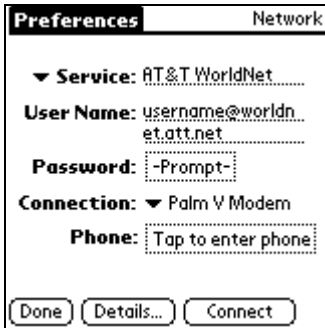 Preferences Network
Service: AT&T WorldNet
User Name: username@worldn
et.att.net
Password: -Prompt-
Connection: Palm V Modem
Phone: Tap to enter phone
Done Details... Connect